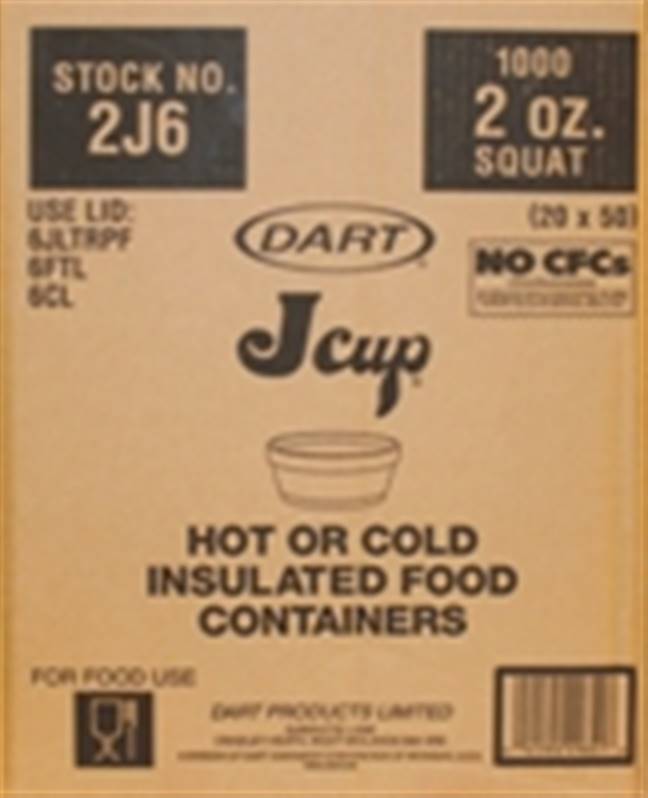 STOCK NO.
2J6
1000
2 oz.
SQUAT
USE LID:
6JLTRPF
6FTL
6CL
(20 x 50)
DART
NO CFCs
J cup
HOT OR COLD
INSULATED FOOD
CONTAINERS
FOR FOOD USE
DART PRODUCTS LIMITED